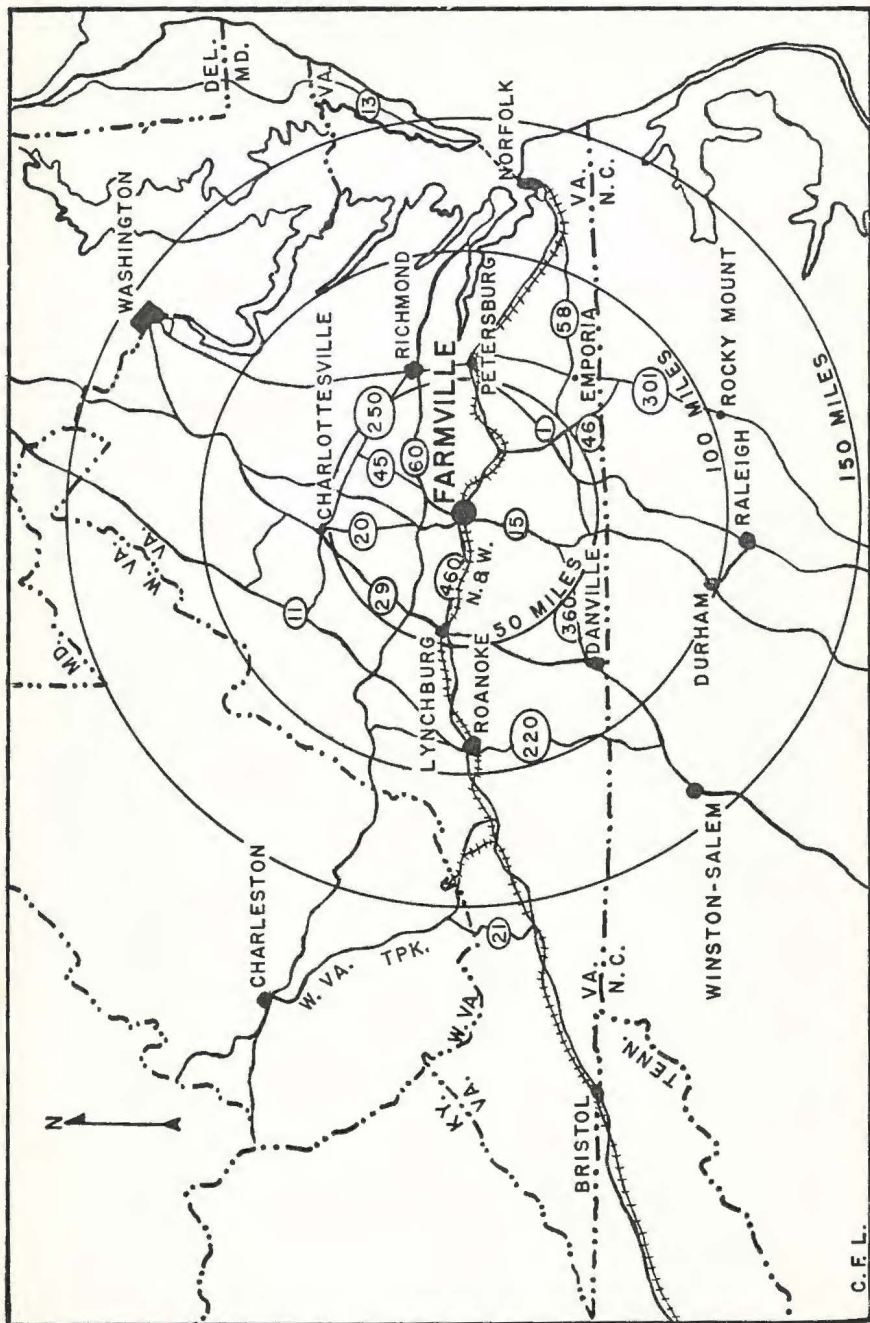 DEL.
MD.
VA.
13
WASHINGTON
NORFOLK
VA.
N.C.
RICHMOND
PETERSBURG
CHARLOTTESVILLE
250
45
60
FARMVILLE
58
EMPORIA
1
46
301
ROCKY MOUNT
100 MILES
150 MILES
RALEIGH
20
15
W. VA.
VA.
MD.
11
29
460
N. & W.
50 MILES
360
DANVILLE
DURHAM
LYNCHBURG
ROANOKE
220
WINSTON-SALEM
CHARLESTON
W. VA. TPK.
21
W. VA.
VA.
N.C.
KY.
VA.
TENN.
BRISTOL
N
C. F. L.